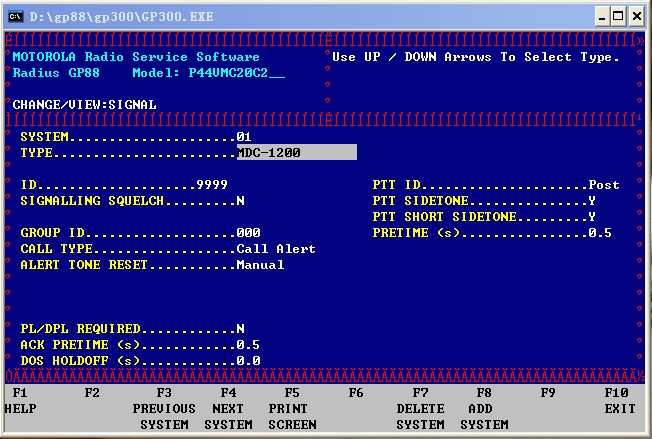 D:\gp88\gp300\GP300.EXE
MOTOROLA Radio Service Software
Radius GP88 Model: P44VMC20C2__
Use UP / DOWN Arrows To Select Type.
CHANGE/VIEW:SIGNAL
SYSTEM.....................01
TYPE.......................MDC-1200
ID....................9999 PTT ID.....................Post
SIGNALLING SQUELCH.........N PTT SIDETONE...............Y
PTT SHORT SIDETONE.........Y
GROUP ID...................000 PRETIME (s)................0.5
CALL TYPE..................Call Alert
ALERT TONE RESET...........Manual
PL/DPL REQUIRED............N
ACK PRETIME (s)............0.5
DOS HOLDOFF (s)............0.0
F1 F2 F3 F4 F5 F6 F7 F8 F9 F10
HELP PREVIOUS NEXT PRINT DELETE ADD EXIT
SYSTEM SYSTEM SCREEN SYSTEM SYSTEM